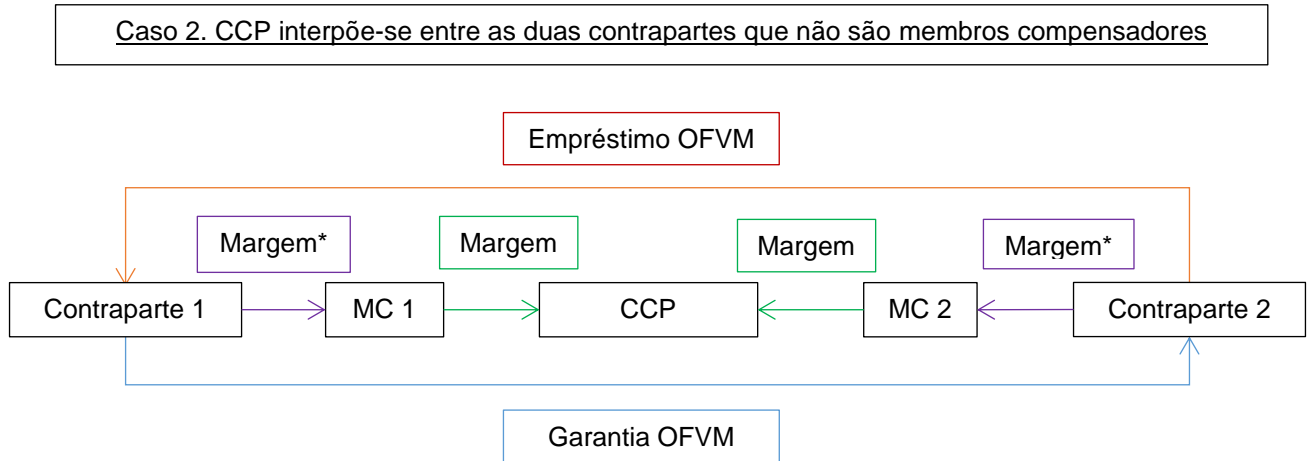 Caso 2. CCP interpõe-se entre as duas contrapartes que não são membros compensadores
Empréstimo OFVM
Margem*
Margem
Margem
Margem*
Contraparte 1
MC 1
CCP
MC 2
Contraparte 2
Garantia OFVM